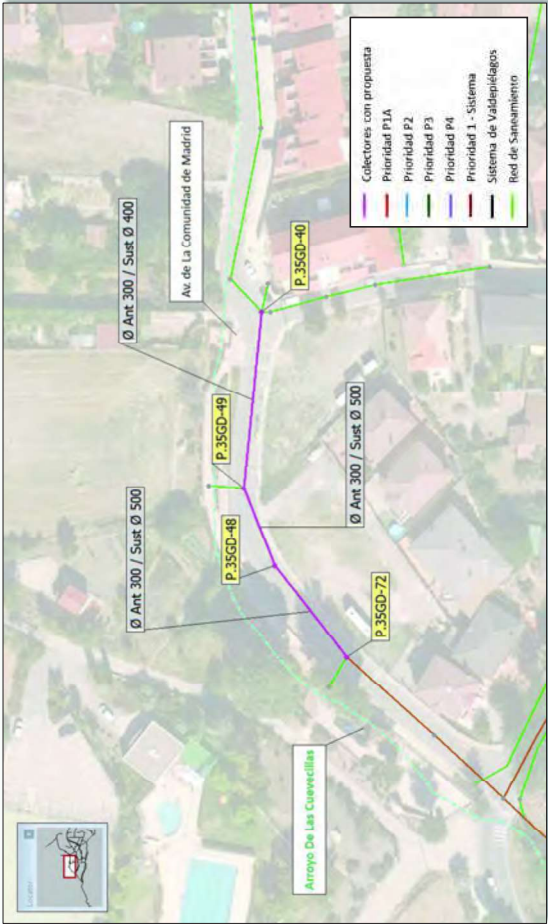 Ø Ant 300 / Sust Ø 500
Ø Ant 300 / Sust Ø 400
Av. de La Comunidad de Madrid
P.35GD-48
P.35GD-49
P.35GD-40
P.35GD-72
Ø Ant 300 / Sust Ø 500
Arroyo De Las Cuevecillas
Colectores con propuesta
Prioridad P1A
Prioridad P2
Prioridad P3
Prioridad P4
Prioridad 1 - Sistema
Sistema de Valdepiélagos
Red de Saneamiento